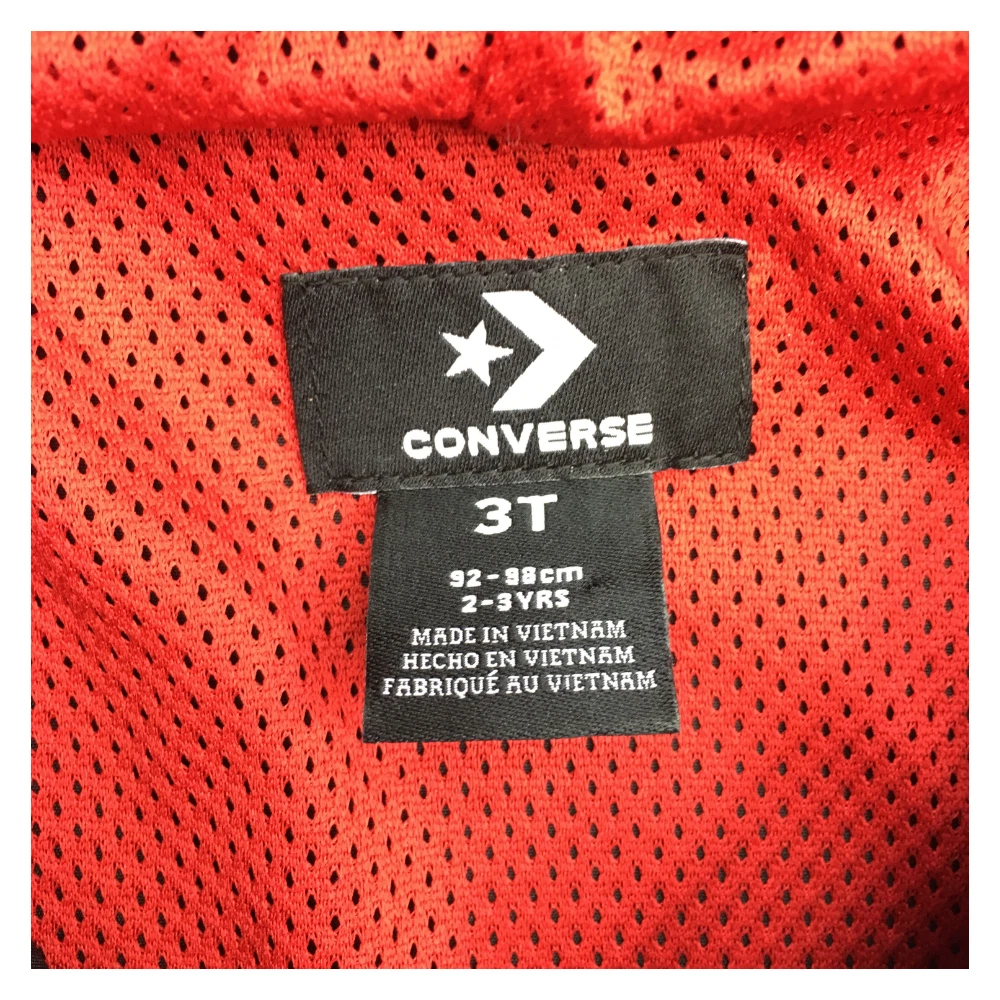 CONVERSE
3T
92-98cm
2-3YRS
MADE IN VIETNAM
HECHO EN VIETNAM
FABRIQUÉ AU VIETNAM